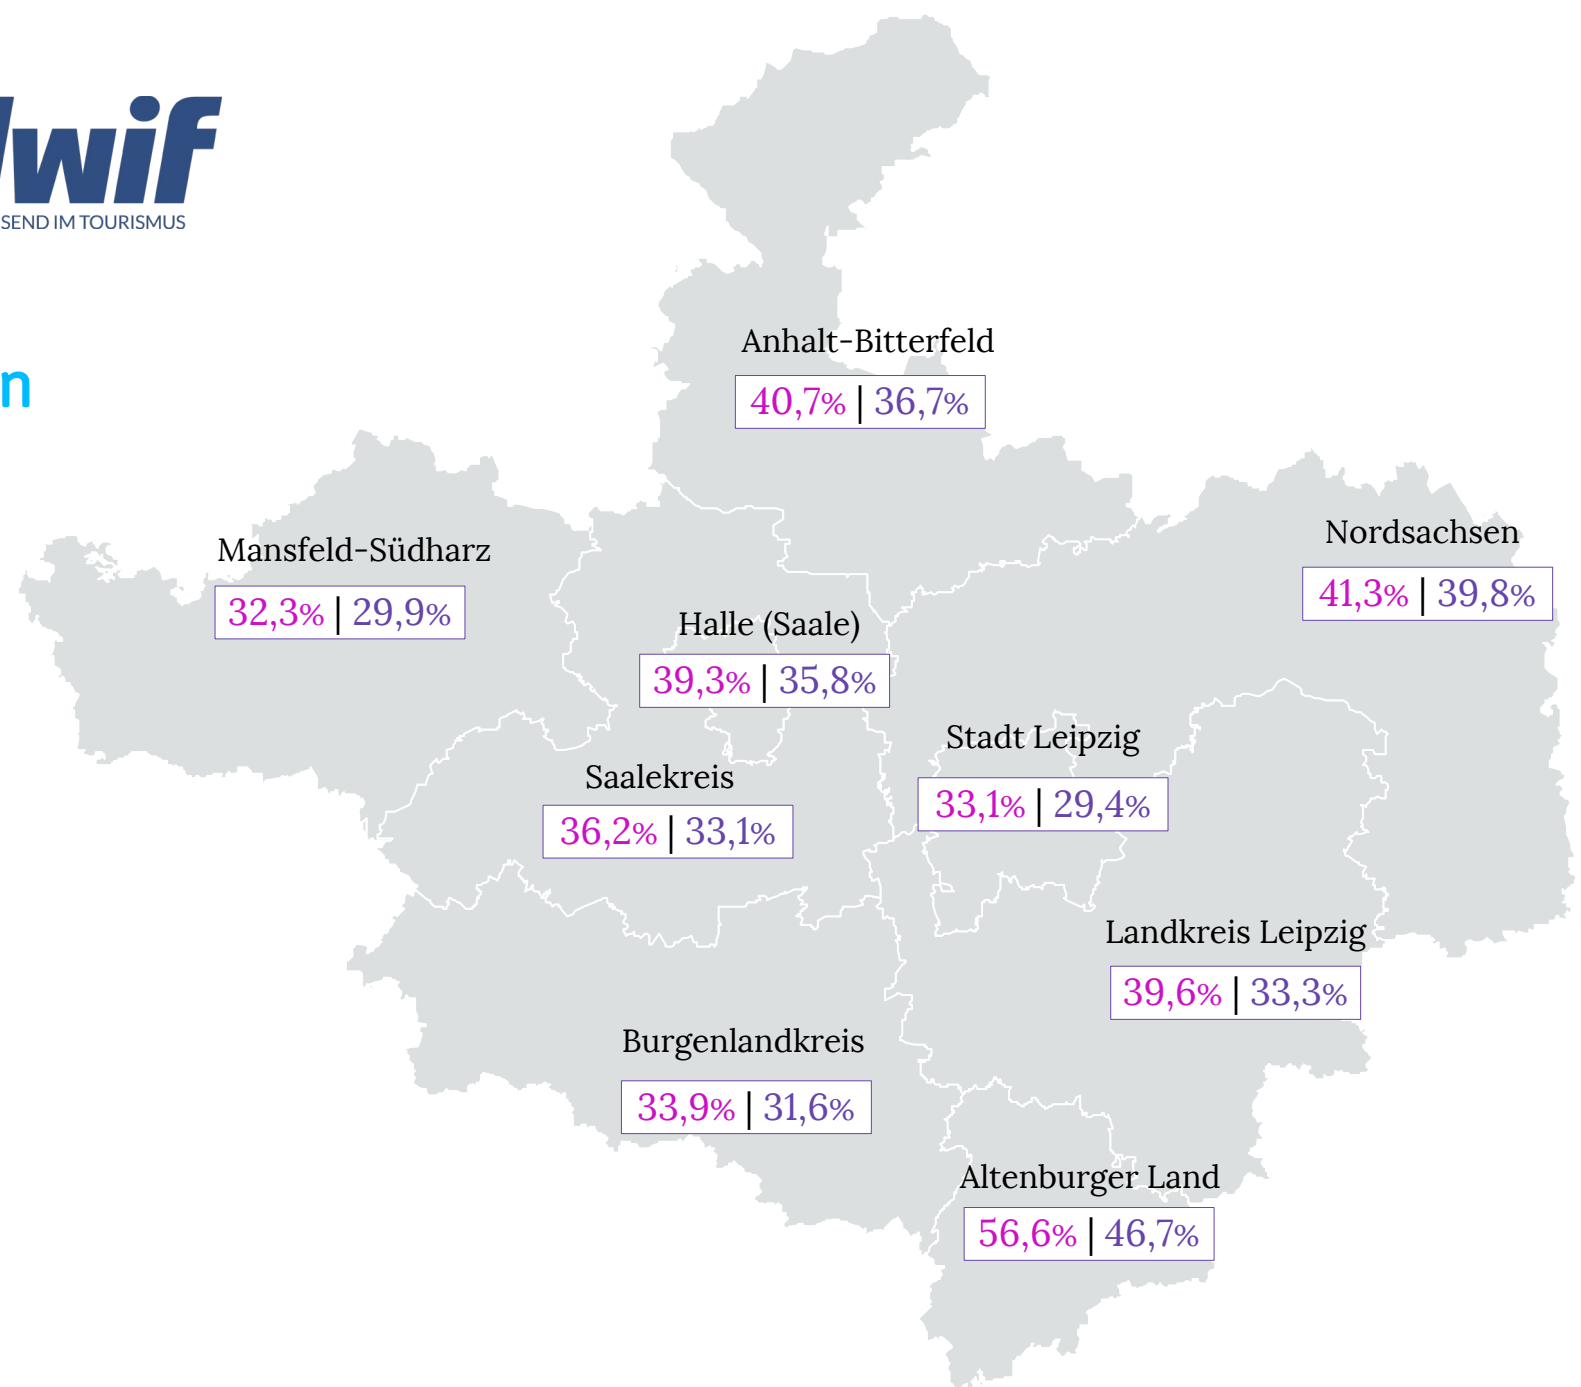 dwif
SEND IM TOURISMUS
n
Anhalt-Bitterfeld
40,7% | 36,7%
Nordsachsen
41,3% | 39,8%
Mansfeld-Südharz
32,3% | 29,9%
Halle (Saale)
39,3% | 35,8%
Stadt Leipzig
33,1% | 29,4%
Saalekreis
36,2% | 33,1%
Landkreis Leipzig
39,6% | 33,3%
Burgenlandkreis
33,9% | 31,6%
Altenburger Land
56,6% | 46,7%